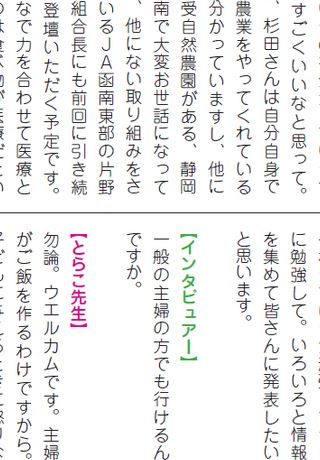 すごくいいなと思って。
、杉田さんは自分自身で
農業をやってくれている
分かっていますし、他に
受自然農園がある、静岡
南で大変お世話になって
、他にない取り組みをさ
いるＪＡ函南東部の片野
組合長にも前回に引き続
登壇いただく予定です。
なで力を合わせて医療と
に勉強して。いろいろと情報
を集めて皆さんに発表したい
と思います。
【インタビュアー】
一般の主婦の方でも行けるん
ですか。
【とらこ先生】
勿論。ウエルカムです。主婦
がご飯を作るわけですから。